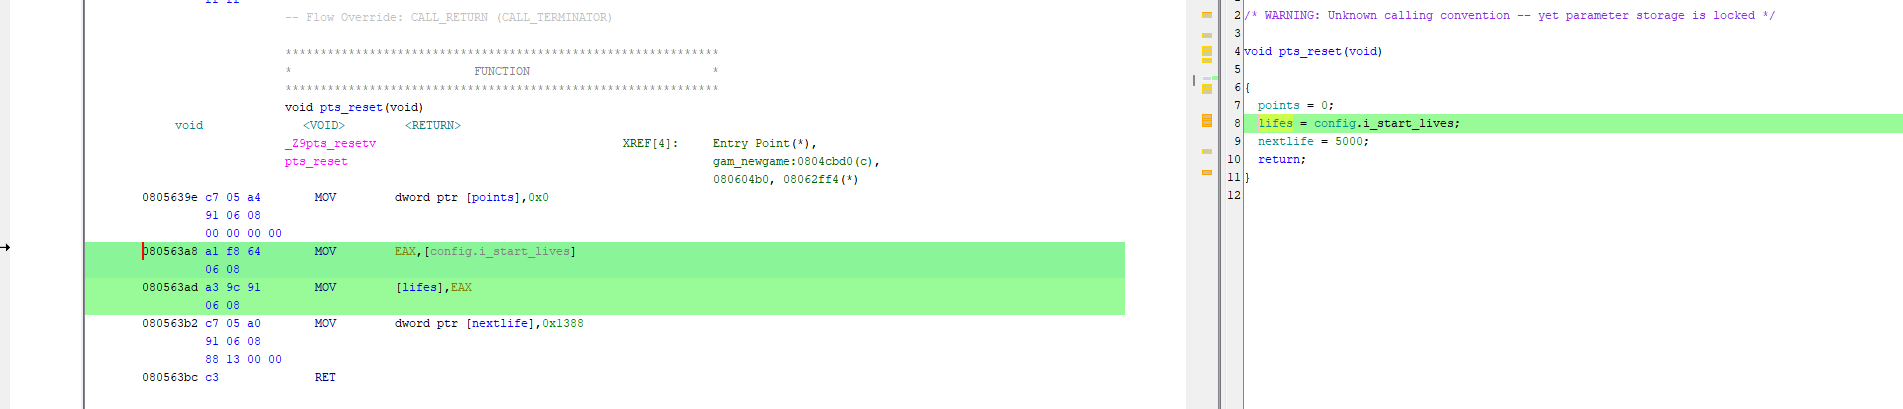 -- Flow Override: CALL_RETURN (CALL_TERMINATOR)
**************************************************************
* FUNCTION *
**************************************************************
void pts_reset(void)
void <VOID> <RETURN>
_Z9pts_resetv XREF[4]: Entry Point(*),
pts_reset gam_newgame:0804cbd0(c),
080604b0, 08062ff4(*)
0805639e c7 05 a4 MOV dword ptr [points],0x0
91 06 08
00 00 00 00
080563a8 a1 f8 64 MOV EAX,[config.i_start_lives]
06 08
080563ad a3 9c 91 MOV [lifes],EAX
06 08
080563b2 c7 05 a0 MOV dword ptr [nextlife],0x1388
91 06 08
88 13 00 00
080563bc c3 RET
2 /* WARNING: Unknown calling convention -- yet parameter storage is locked */
3
4 void pts_reset(void)
5
6 {
7 points = 0;
8 lifes = config.i_start_lives;
9 nextlife = 5000;
10 return;
11 }
12